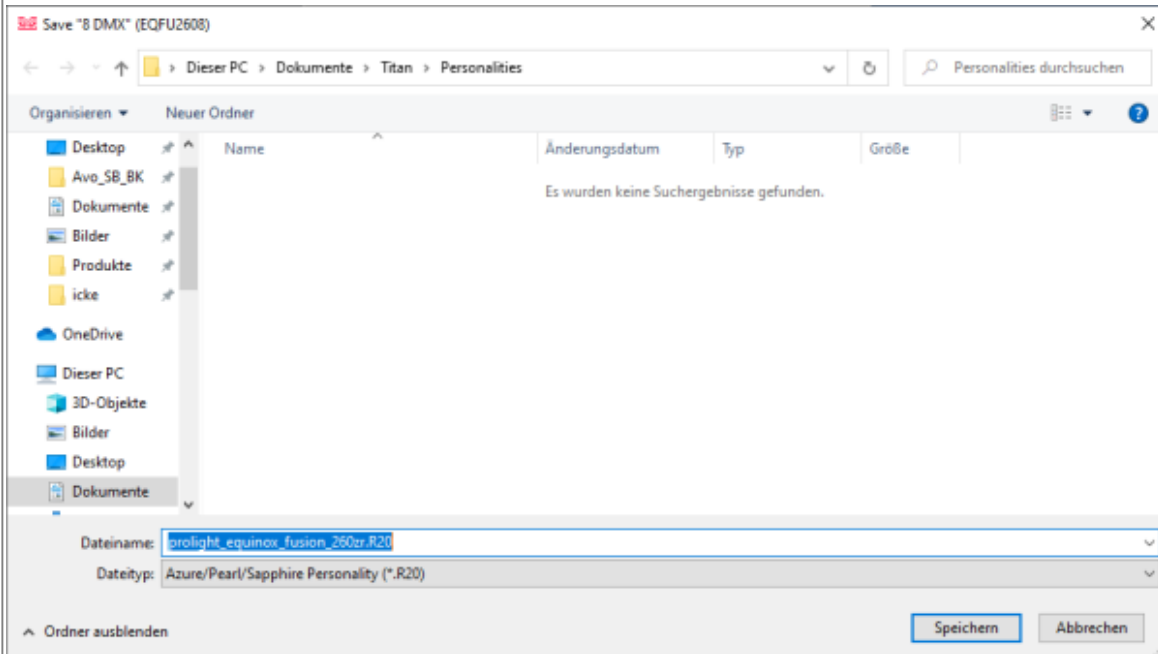 Save "8 DMX" (EQFU2608)
Dieser PC > Dokumente > Titan > Personalities
Personalities durchsuchen
Organisieren
Neuer Ordner
Desktop
Avo_SB_BK
Dokumente
Bilder
Produkte
icke
OneDrive
Dieser PC
3D-Objekte
Bilder
Desktop
Dokumente
Name Änderungsdatum Typ Größe
Es wurden keine Suchergebnisse gefunden.
Dateiname: prolight_equinox_fusion_260zr.R20
Dateityp: Azure/Pearl/Sapphire Personality (*.R20)
Ordner ausblenden
Speichern
Abbrechen